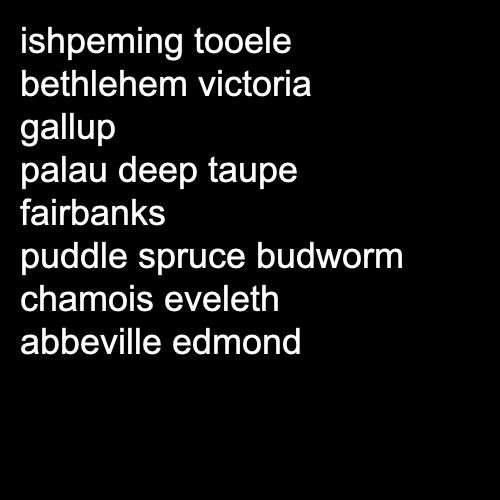 ishpeming tooele
bethlehem victoria
gallup
palau deep taupe
fairbanks
puddle spruce budworm
chamois eveleth
abbeville edmond